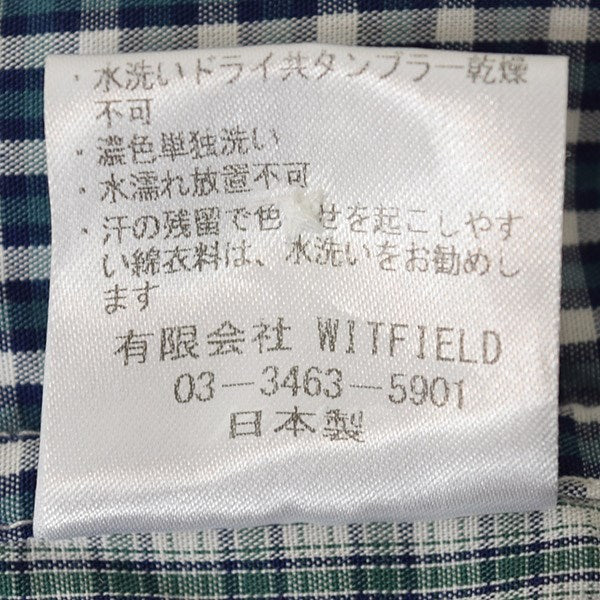 ・水洗いドライ共タンブラー乾燥
不可
・濃色単独洗い
・水濡れ放置不可
・汗の残留で色 せを起こしやす
い綿衣料は、水洗いをお勧めし
ます
有限会社 WITFIELD
03-3463-5901
日本製